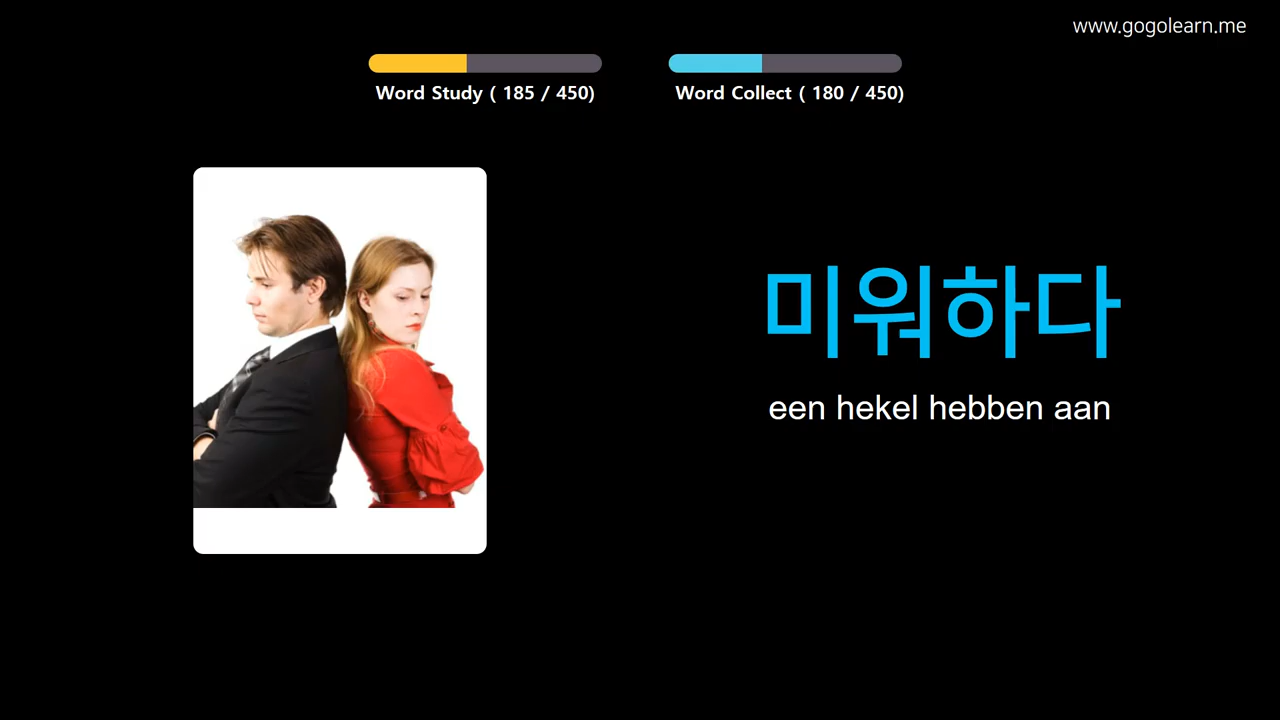 www.gogolearn.me
Word Study ( 185 / 450)
Word Collect ( 180 / 450)
미워하다
een hekel hebben aan